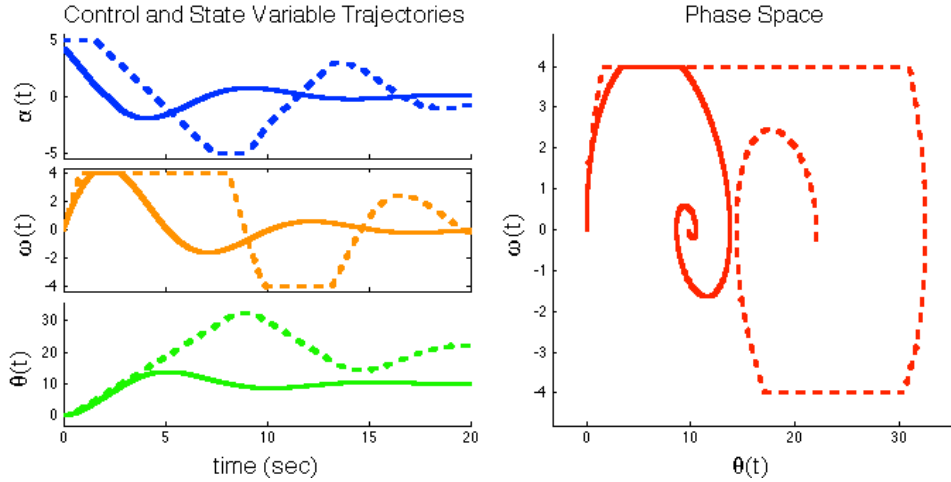 Control and State Variable Trajectories
Phase Space
5
0
-5
α(t)
4
2
0
-2
-4
ω(t)
30
20
10
0
θ(t)
0 5 10 15 20
time (sec)
4
3
2
1
0
-1
-2
-3
-4
ω(t)
0 10 20 30
θ(t)